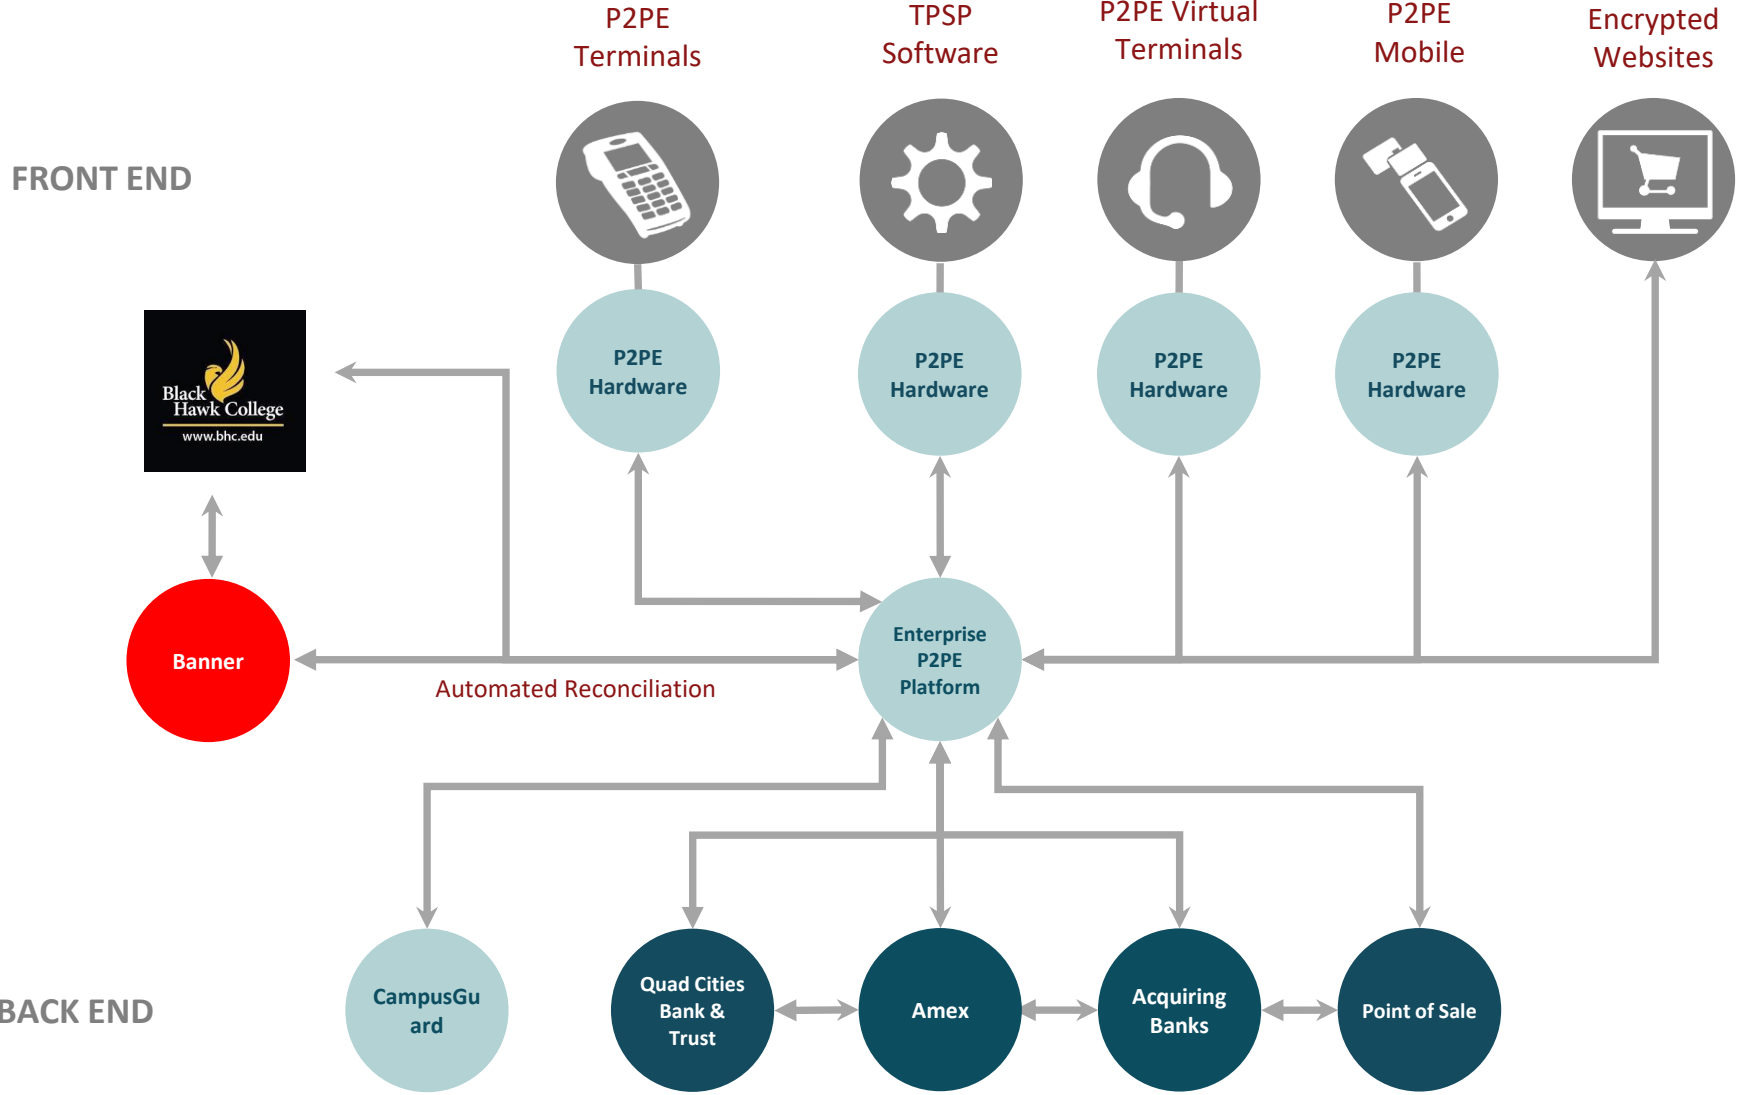 P2PE
Terminals
TPSP
Software
P2PE Virtual
Terminals
P2PE
Mobile
Encrypted
Websites
FRONT END
Black
Hawk College
www.bhc.edu
P2PE
Hardware
P2PE
Hardware
P2PE
Hardware
P2PE
Hardware
Banner
Automated Reconciliation
Enterprise
P2PE
Platform
BACK END
CampusGu
ard
Quad Cities
Bank &
Trust
Amex
Acquiring
Banks
Point of Sale